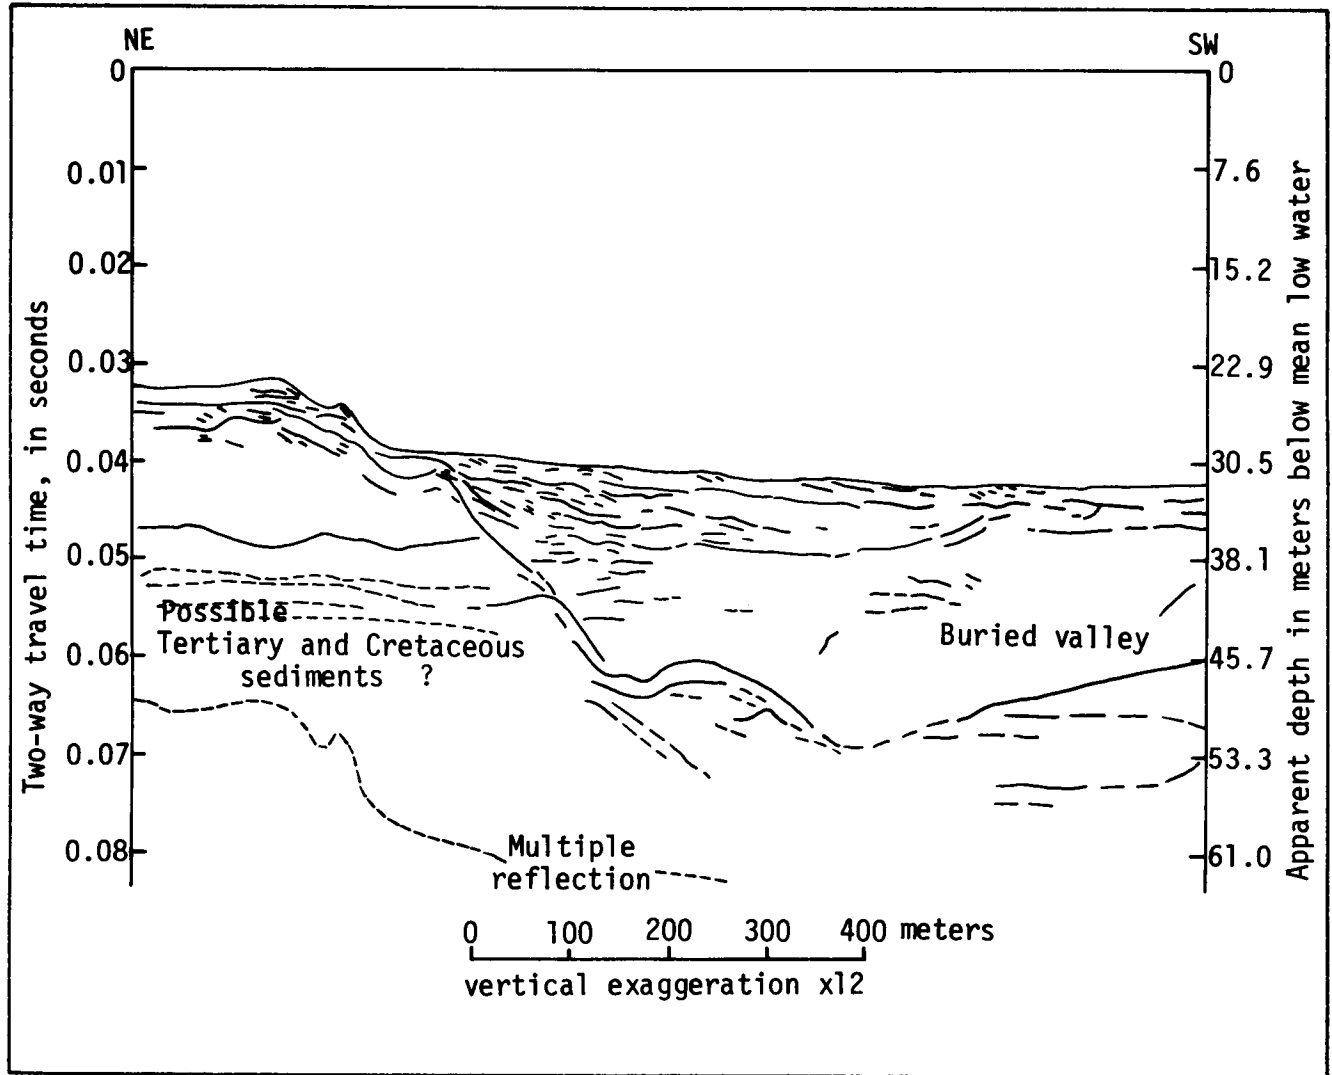 NE
SW
0
0.01
0.02
0.03
0.04
0.05
0.06
0.07
0.08
Two-way travel time, in seconds
0
7.6
15.2
22.9
30.5
38.1
45.7
53.3
61.0
Apparent depth in meters below mean low water
Possible
Tertiary and Cretaceous
sediments ?
Buried valley
Multiple
reflection
0 100 200 300 400 meters
vertical exaggeration x12